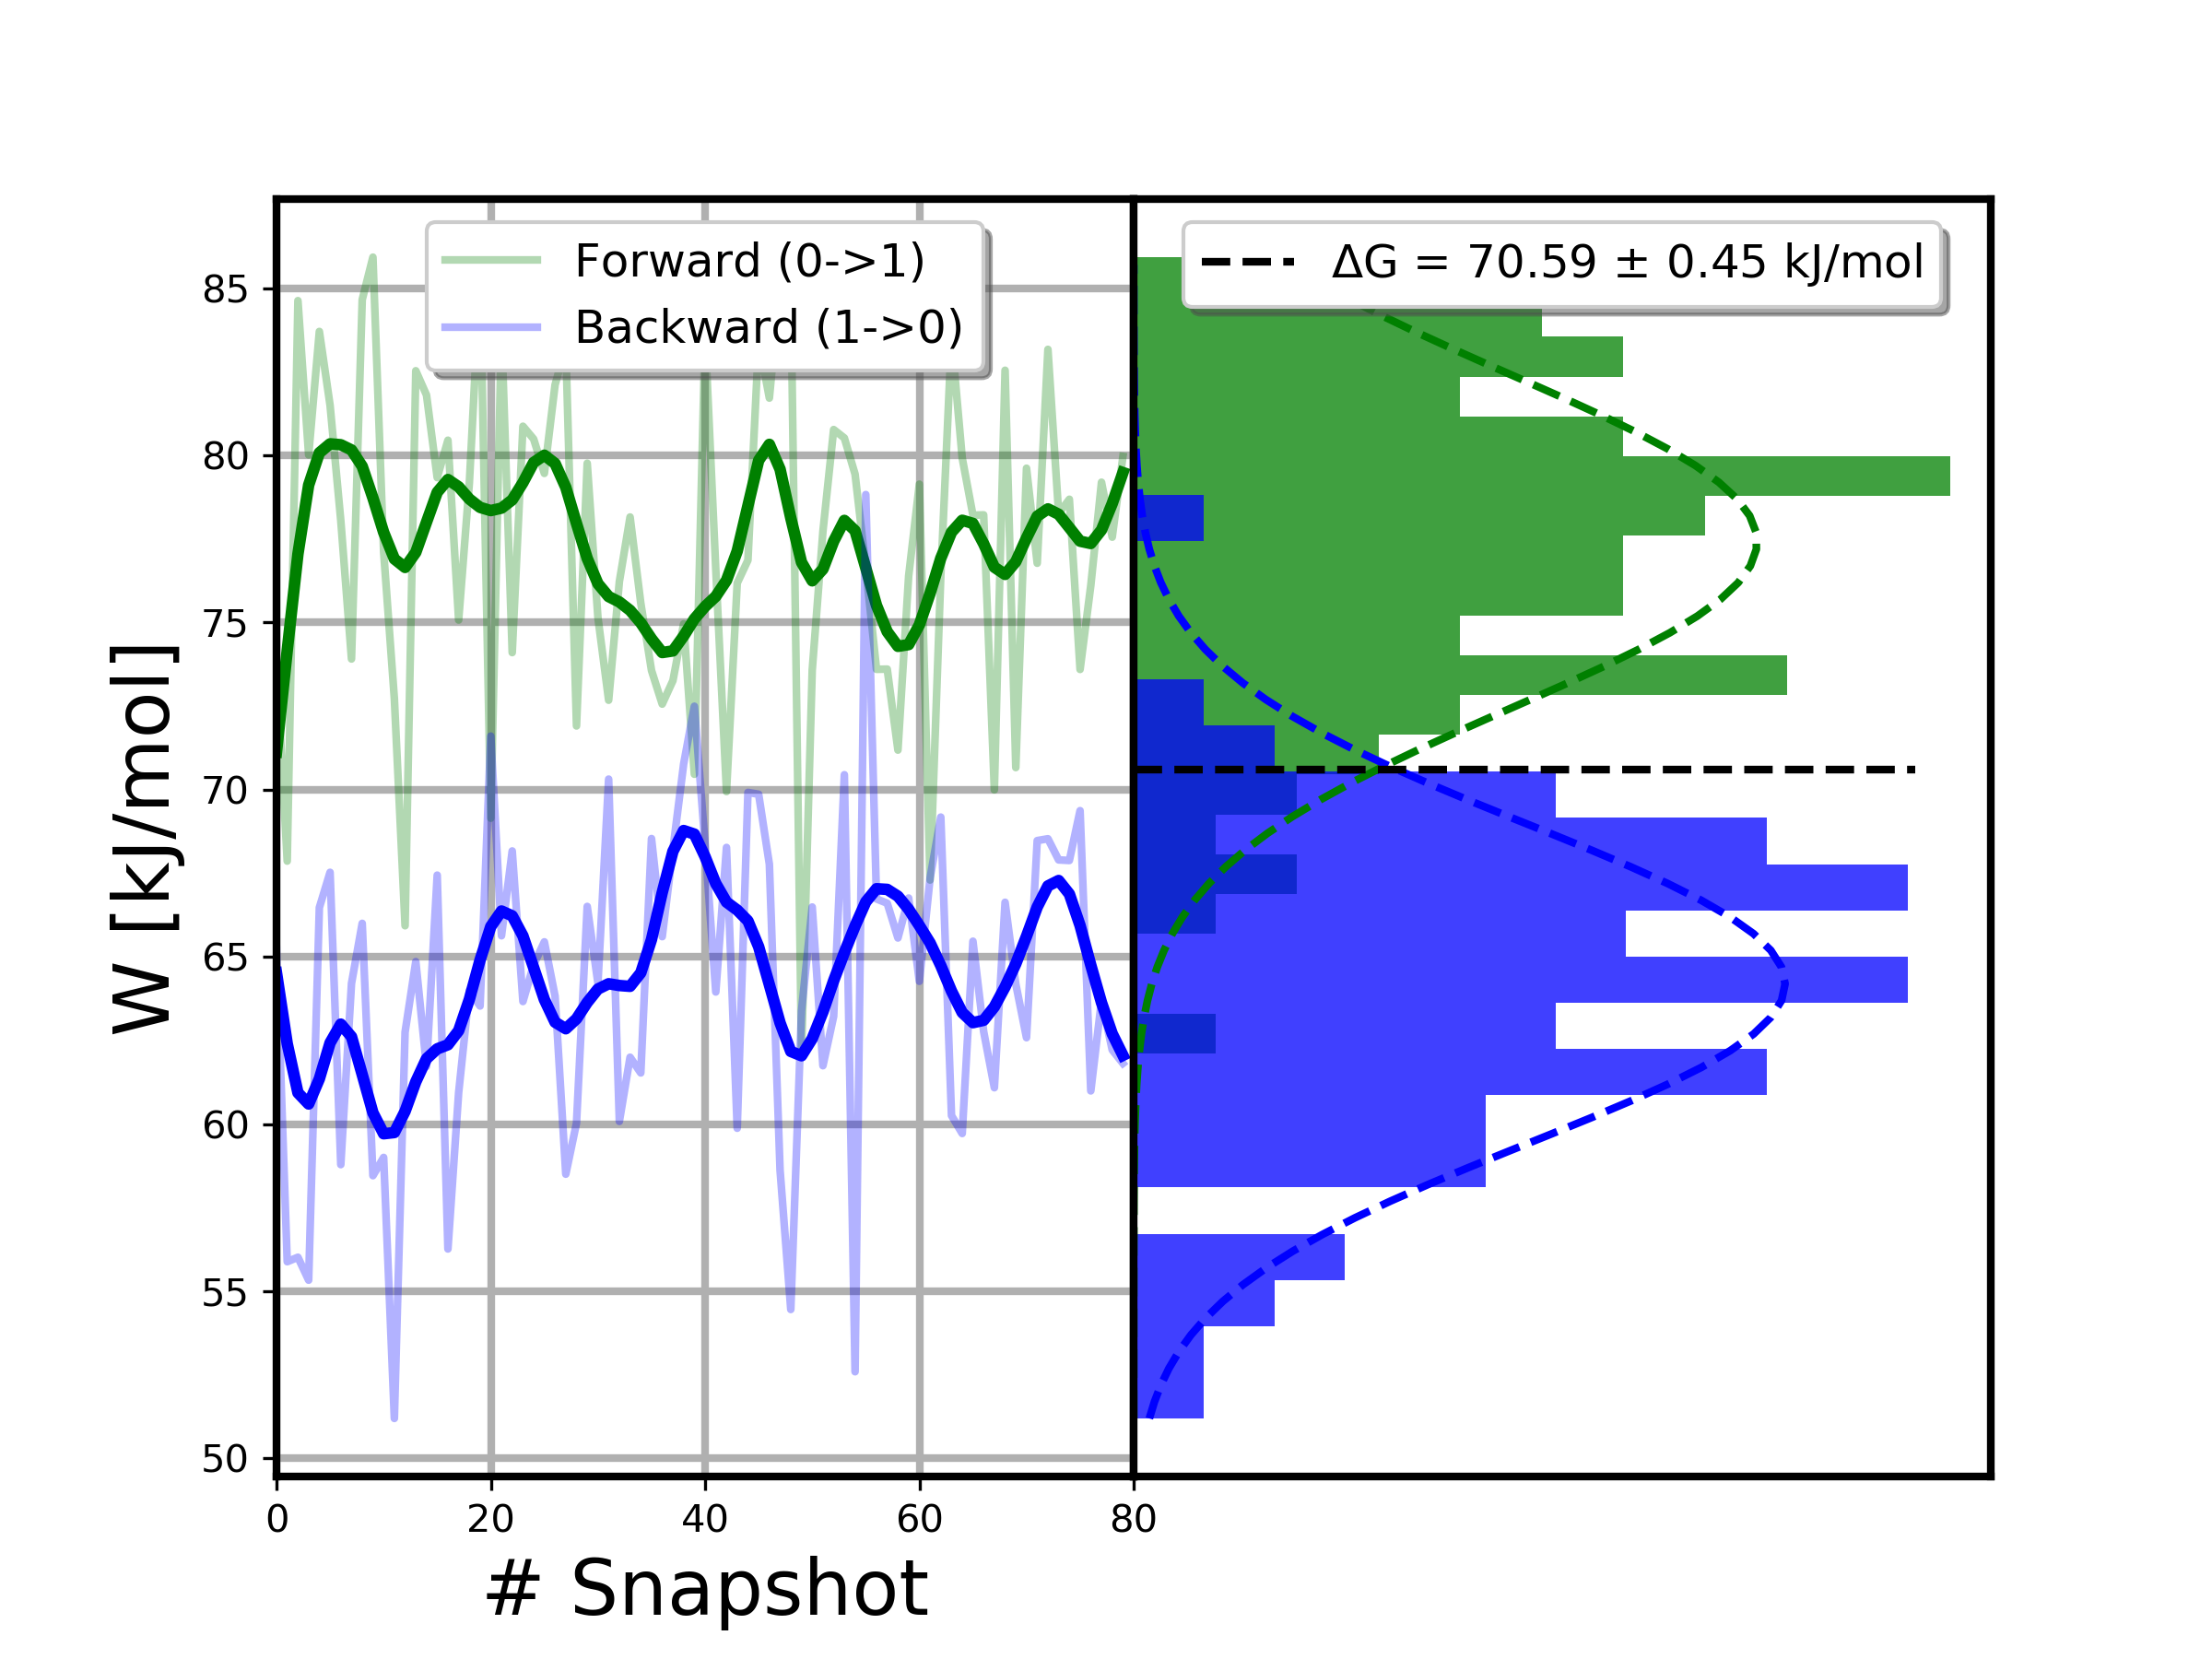 Forward (0->1)
Backward (1->0)
ΔG = 70.59 ± 0.45 kJ/mol
85
80
75
70
65
60
55
50
W [kJ/mol]
0 20 40 60 80
# Snapshot